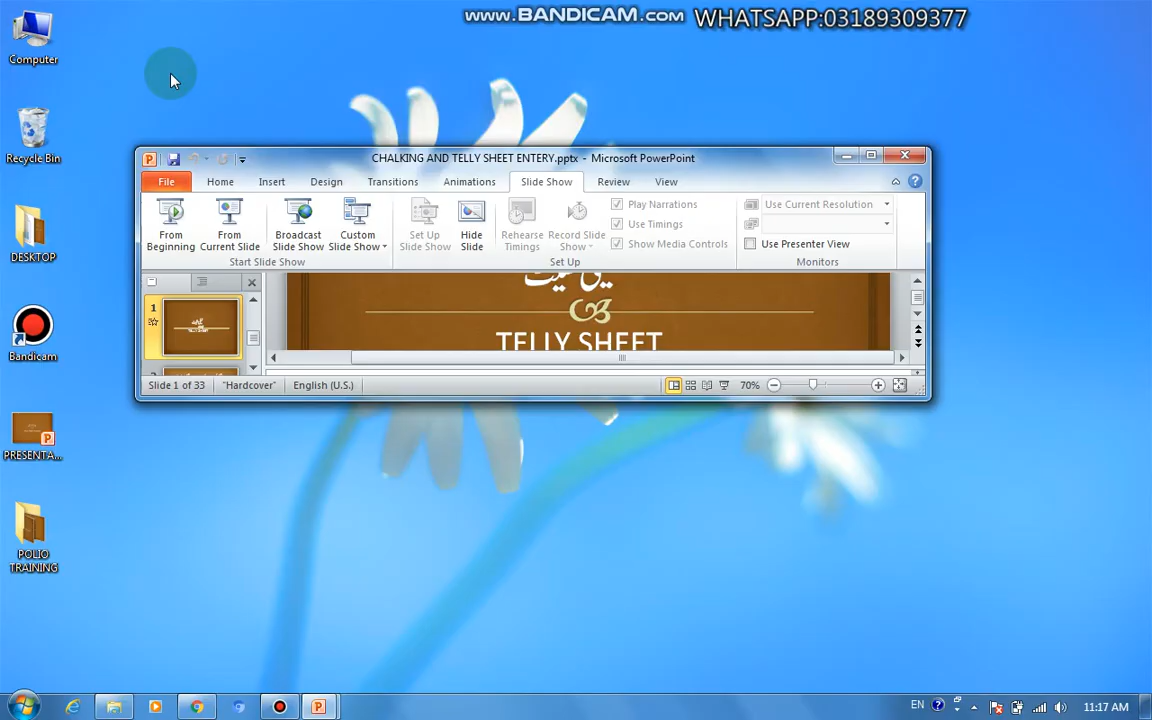 www.BANDICAM.com
WHATSAPP:03189309377
Computer
Recycle Bin
DESKTOP
Bandicam
PRESENTA...
POLIO TRAINING
CHALKING AND TELLY SHEET ENTERY.pptx - Microsoft PowerPoint
File Home Insert Design Transitions Animations Slide Show Review View
From Beginning
From Current Slide
Broadcast Slide Show
Custom Slide Show
Set Up Slide Show
Hide Slide
Rehearse Timings
Record Slide Show
Play Narrations
Use Timings
Show Media Controls
Use Current Resolution
Use Presenter View
Start Slide Show
Set Up
Monitors
1
TELLY SHEET
Slide 1 of 33
"Hardcover"
English (U.S.)
70%
EN
11:17 AM